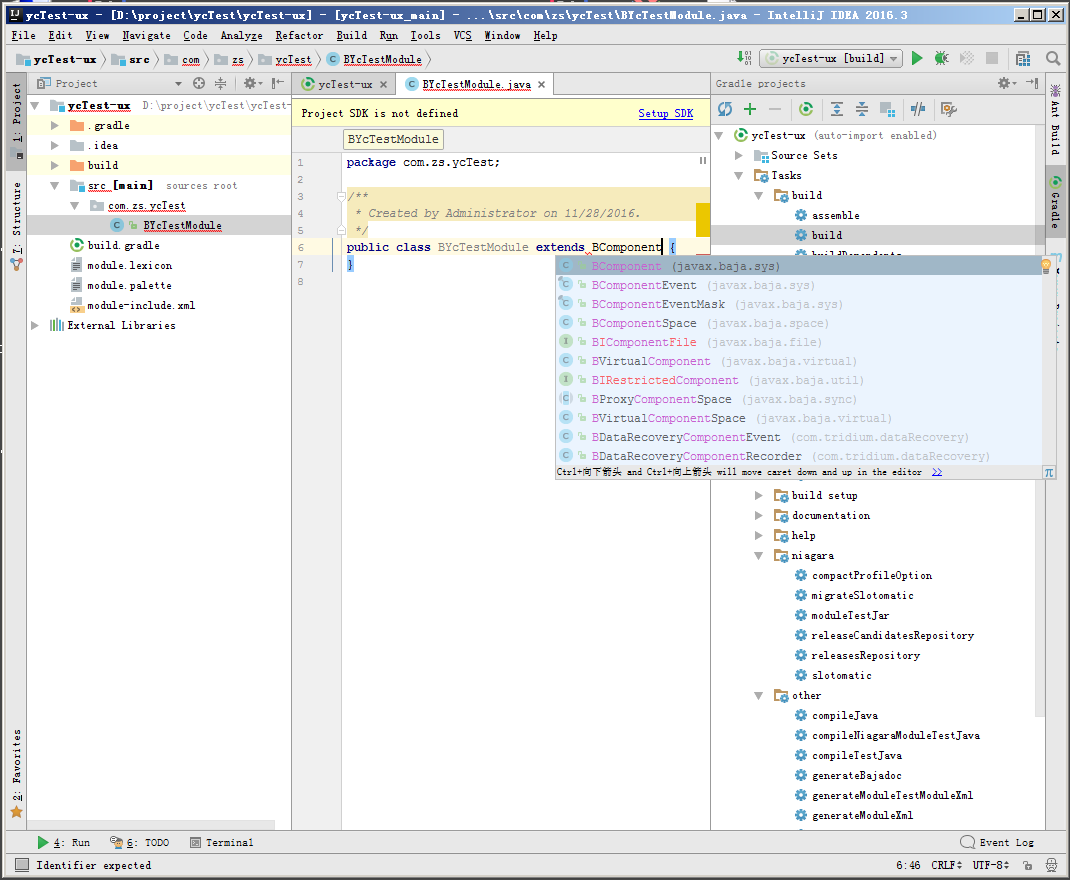 ycTest-ux - [D:\project\ycTest\ycTest-ux] - [ycTest-ux_main] - ...\src\com\zs\ycTest\BYcTestModule.java - IntelliJ IDEA 2016.3
File Edit View Navigate Code Analyze Refactor Build Run Tools VCS Window Help
ycTest-ux src com zs ycTest BYcTestModule
ycTest-ux [build]
1: Project
7: Structure
2: Favorites
Project
ycTest-ux D:\project\ycTest\ycTest-
.gradle
.idea
build
src [main] sources root
com.zs.ycTest
BYcTestModule
build.gradle
module.lexicon
module.palette
module-include.xml
External Libraries
ycTest-ux BYcTestModule.java
Project SDK is not defined Setup SDK
BYcTestModule
1 package com.zs.ycTest;
2
3 /**
4 * Created by Administrator on 11/28/2016.
5 */
6 public class BYcTestModule extends BComponent {
7 }
8
BComponent (javax.baja.sys)
BComponentEvent (javax.baja.sys)
BComponentEventMask (javax.baja.sys)
BComponentSpace (javax.baja.space)
BIComponentFile (javax.baja.file)
BVirtualComponent (javax.baja.virtual)
BIRestrictedComponent (javax.baja.util)
BProxyComponentSpace (javax.baja.sync)
BVirtualComponentSpace (javax.baja.virtual)
BDataRecoveryComponentEvent (com.tridium.dataRecovery)
BDataRecoveryComponentRecorder (com.tridium.dataRecovery)
Ctrl+向下箭头 and Ctrl+向上箭头 will move caret down and up in the editor >>
π
Gradle projects
ycTest-ux (auto-import enabled)
Source Sets
Tasks
build
assemble
build
buildDependents
build setup
documentation
help
niagara
compactProfileOption
migrateSlotomatic
moduleTestJar
releaseCandidatesRepository
releasesRepository
slotomatic
other
compileJava
compileNiagaraModuleTestJava
compileTestJava
generateBajadoc
generateModuleTestModuleXml
generateModuleXml
Ant Build
Gradle
4: Run 6: TODO Terminal Event Log
Identifier expected 6:46 CRLF UTF-8